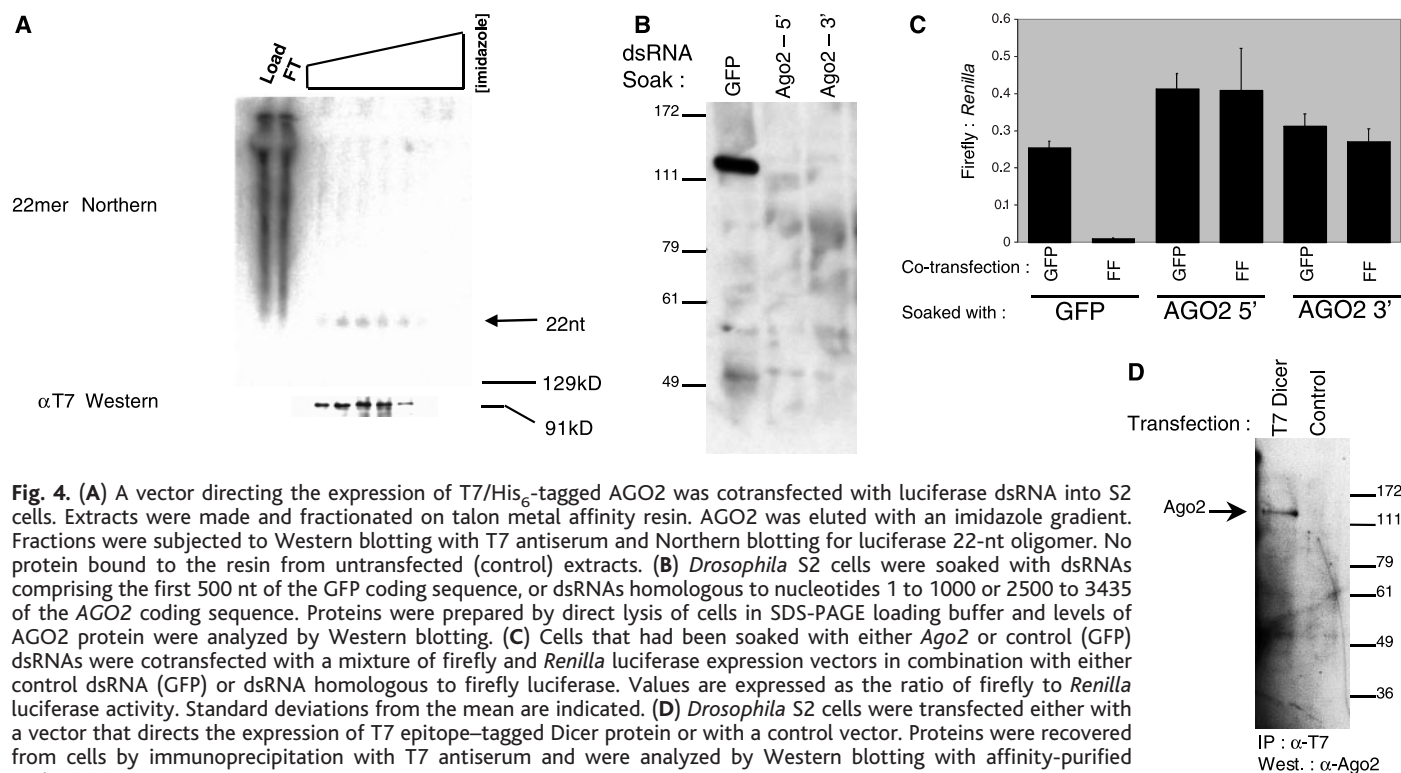 A
Load
FT
[imidazole]
22mer Northern
22nt
129kD
αT7 Western
91kD
B
dsRNA
Soak :
GFP
Ago2 – 5'
Ago2 – 3'
172
111
79
61
49
C
0.6
0.5
0.4
0.3
0.2
0.1
0
Firefly : Renilla
Co-transfection :
GFP
FF
GFP
FF
GFP
FF
Soaked with :
GFP
AGO2 5'
AGO2 3'
D
Transfection :
T7 Dicer
Control
Ago2
172
111
79
61
49
36
IP : α-T7
West. : α-Ago2
Fig. 4. (A) A vector directing the expression of T7/His6-tagged AGO2 was cotransfected with luciferase dsRNA into S2
cells. Extracts were made and fractionated on talon metal affinity resin. AGO2 was eluted with an imidazole gradient.
Fractions were subjected to Western blotting with T7 antiserum and Northern blotting for luciferase 22-nt oligomer. No
protein bound to the resin from untransfected (control) extracts. (B) Drosophila S2 cells were soaked with dsRNAs
comprising the first 500 nt of the GFP coding sequence, or dsRNAs homologous to nucleotides 1 to 1000 or 2500 to 3435
of the AGO2 coding sequence. Proteins were prepared by direct lysis of cells in SDS-PAGE loading buffer and levels of
AGO2 protein were analyzed by Western blotting. (C) Cells that had been soaked with either Ago2 or control (GFP)
dsRNAs were cotransfected with a mixture of firefly and Renilla luciferase expression vectors in combination with either
control dsRNA (GFP) or dsRNA homologous to firefly luciferase. Values are expressed as the ratio of firefly to Renilla
luciferase activity. Standard deviations from the mean are indicated. (D) Drosophila S2 cells were transfected either with
a vector that directs the expression of T7 epitope–tagged Dicer protein or with a control vector. Proteins were recovered
from cells by immunoprecipitation with T7 antiserum and were analyzed by Western blotting with affinity-purified